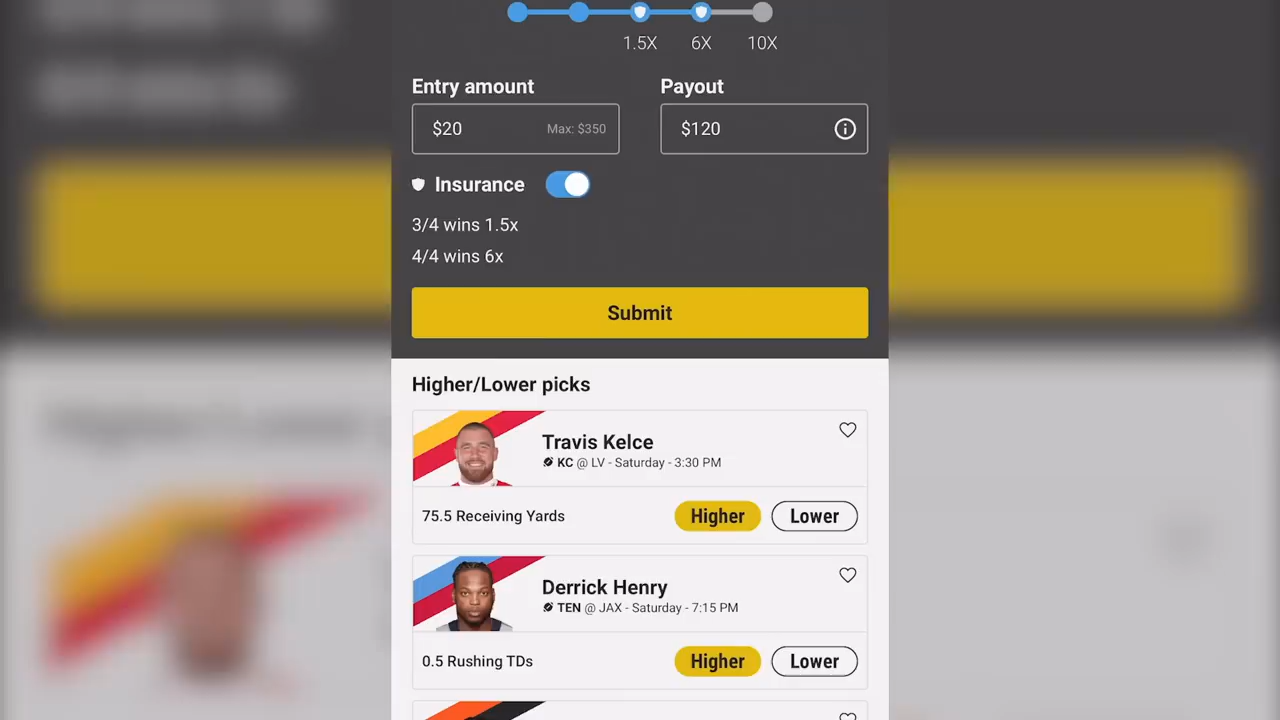 1.5X 6X 10X
Entry amount Payout
$20 Max: $350 $120
Insurance
3/4 wins 1.5x
4/4 wins 6x
Submit
Higher/Lower picks
Travis Kelce
KC @ LV - Saturday - 3:30 PM
75.5 Receiving Yards Higher Lower
Derrick Henry
TEN @ JAX - Saturday - 7:15 PM
0.5 Rushing TDs Higher Lower